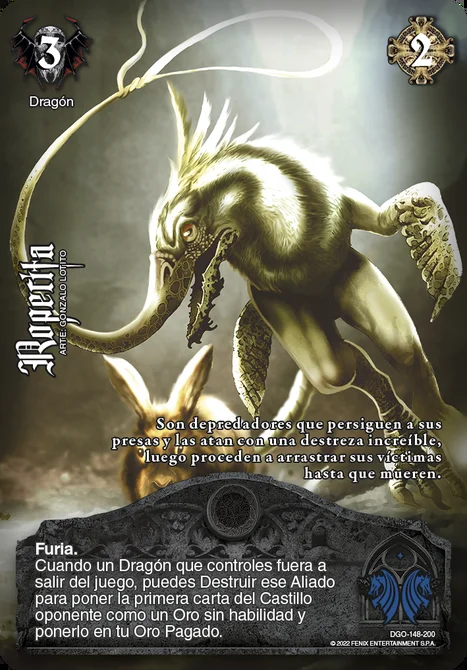 3
2
Dragón
Ropetita
ARTE: GONZALO LOTITO
Son depredadores que persiguen a sus
presas y las atan con una destreza increíble,
luego proceden a arrastrar sus víctimas
hasta que mueren.
Furia.
Cuando un Dragón que controles fuera a
salir del juego, puedes Destruir ese Aliado
para poner la primera carta del Castillo
oponente como un Oro sin habilidad y
ponerlo en tu Oro Pagado.
DGO-148-200
© 2022 FENIX ENTERTAINMENT S.P.A.